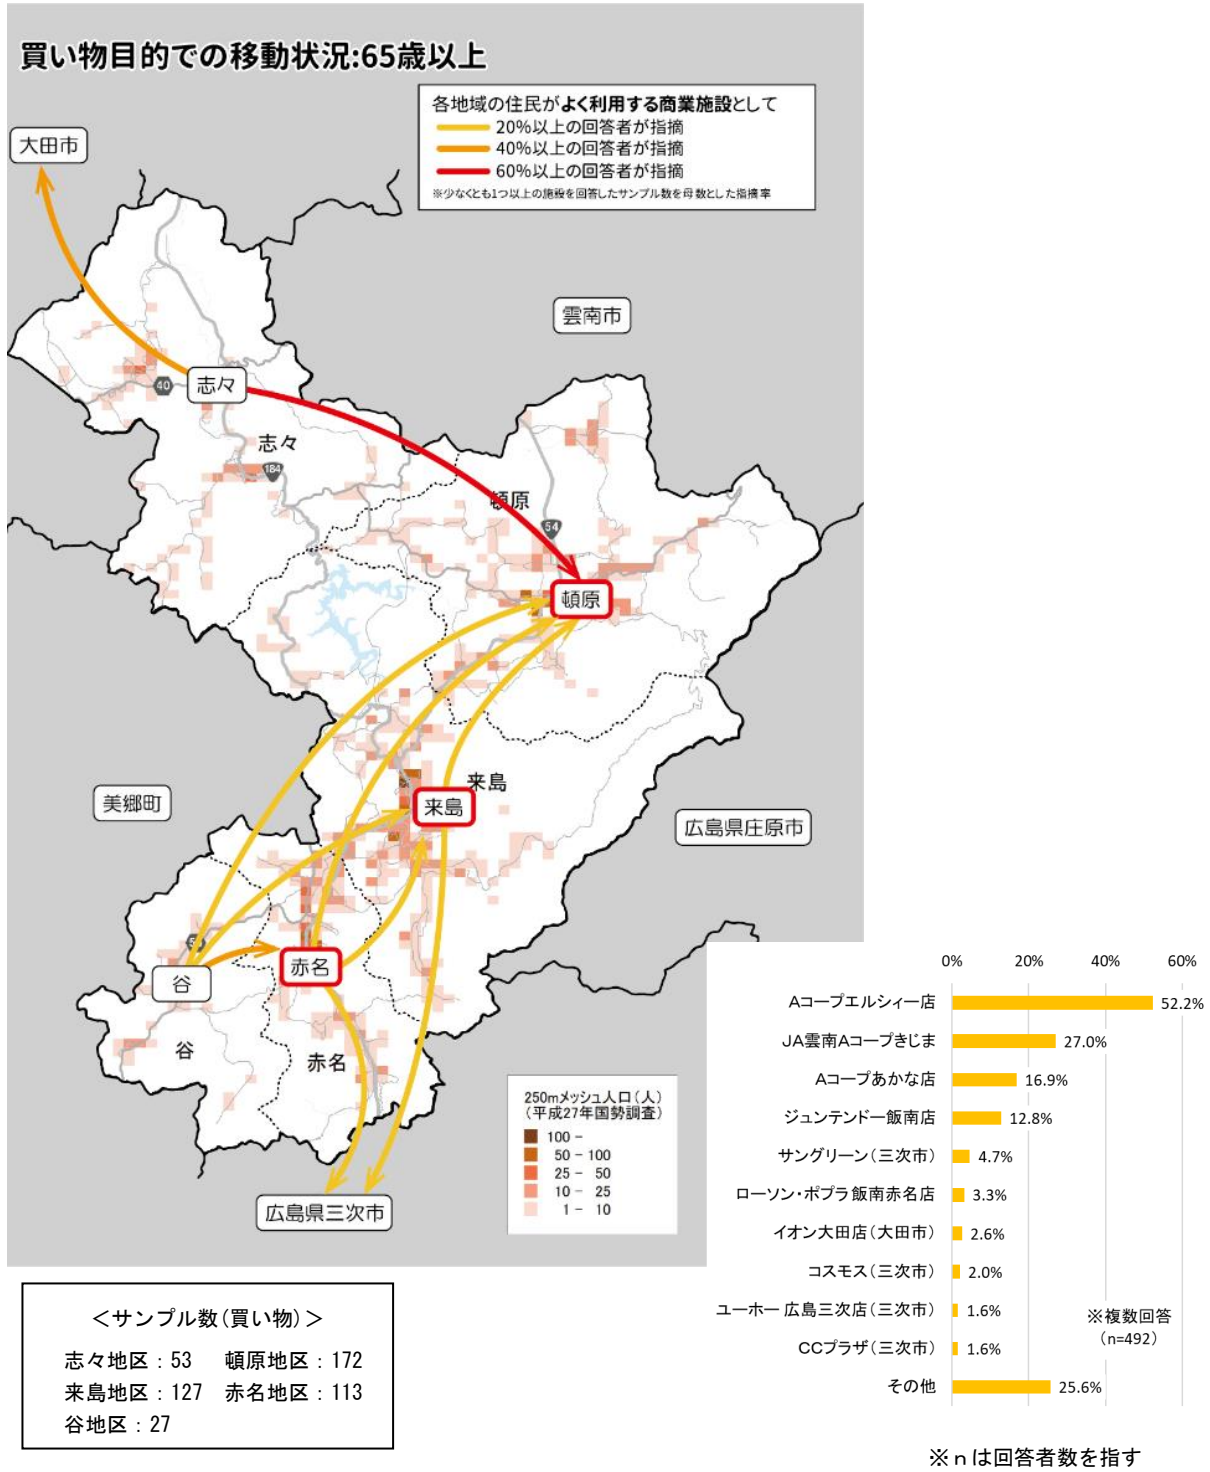 買い物目的での移動状況:65歳以上
各地域の住民がよく利用する商業施設として
20%以上の回答者が指摘
40%以上の回答者が指摘
60%以上の回答者が指摘
※少なくとも1つ以上の施設を回答したサンプル数を母数とした指摘率
大田市
雲南市
40
志々
志々
184
頓原
54
頓原
来島
来島
美郷町
広島県庄原市
赤名
谷
谷
赤名
広島県三次市
250mメッシュ人口(人)
(平成27年国勢調査)
100 -
50 - 100
25 - 50
10 - 25
1 - 10
0% 20% 40% 60%
Aコープエルシィー店 52.2%
JA雲南Aコープきじま 27.0%
Aコープあかな店 16.9%
ジュンテンドー飯南店 12.8%
サングリーン(三次市) 4.7%
ローソン・ポプラ飯南赤名店 3.3%
イオン大田店(大田市) 2.6%
コスモス(三次市) 2.0%
ユーホー 広島三次店(三次市) 1.6%
CCプラザ(三次市) 1.6%
その他 25.6%
※複数回答
(n=492)
<サンプル数(買い物)>
志々地区:53 頓原地区:172
来島地区:127 赤名地区:113
谷地区:27
※nは回答者数を指す